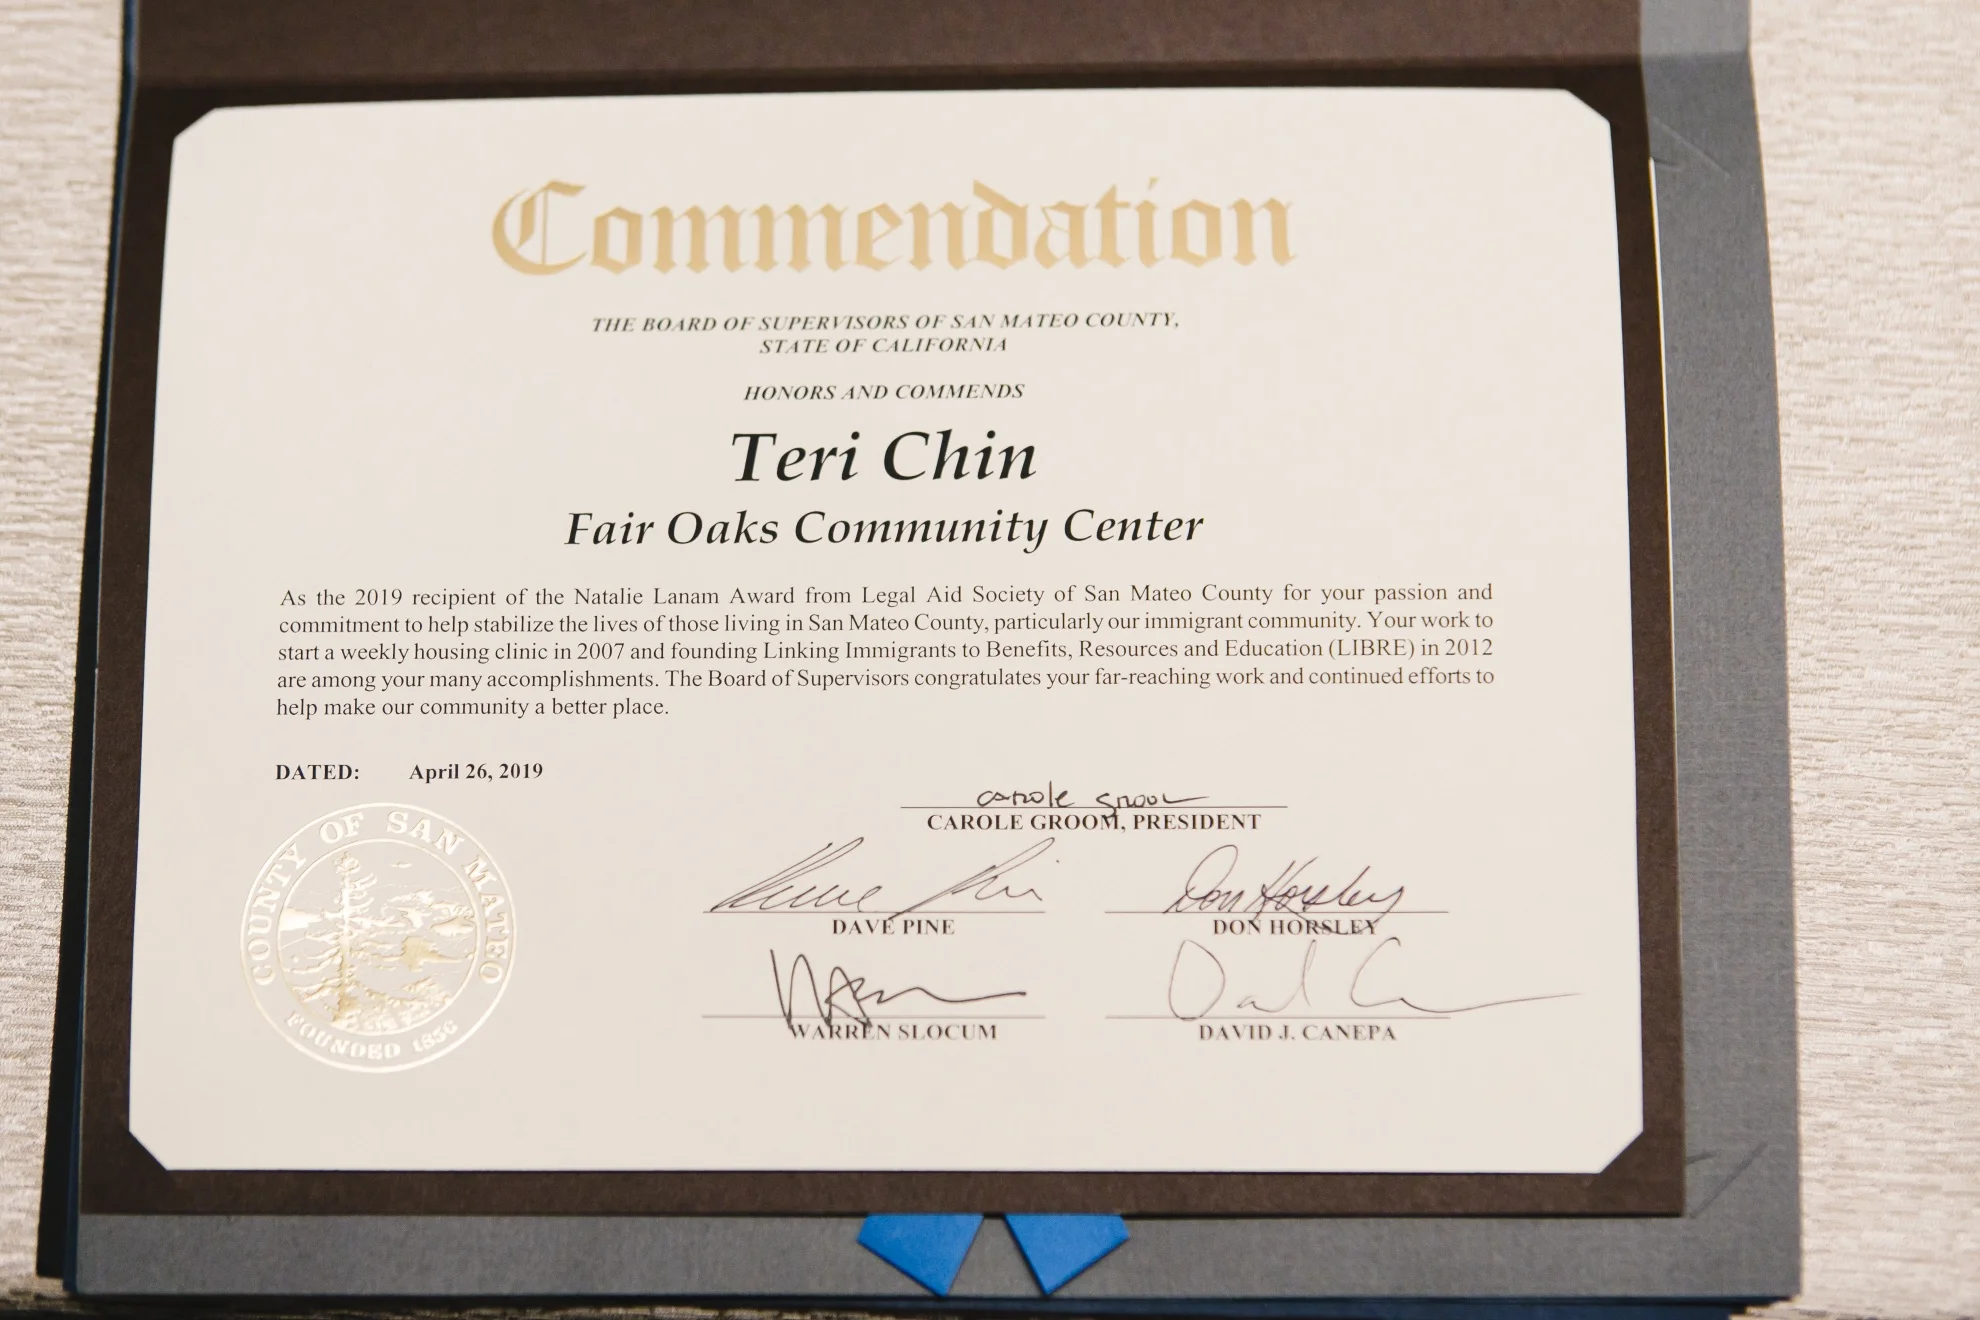 Commendation
THE BOARD OF SUPERVISORS OF SAN MATEO COUNTY,
STATE OF CALIFORNIA
HONORS AND COMMENDS
Teri Chin
Fair Oaks Community Center
As the 2019 recipient of the Natalie Lanam Award from Legal Aid Society of San Mateo County for your passion and
commitment to help stabilize the lives of those living in San Mateo County, particularly our immigrant community. Your work to
start a weekly housing clinic in 2007 and founding Linking Immigrants to Benefits, Resources and Education (LIBRE) in 2012
are among your many accomplishments. The Board of Supervisors congratulates your far-reaching work and continued efforts to
help make our community a better place.
DATED: April 26, 2019
COUNTY OF SAN MATEO
FOUNDED 1856
carole groom
CAROLE GROOM, PRESIDENT
DAVE PINE
Don Horsley
DON HORSLEY
WARREN SLOCUM
DAVID J. CANEPA